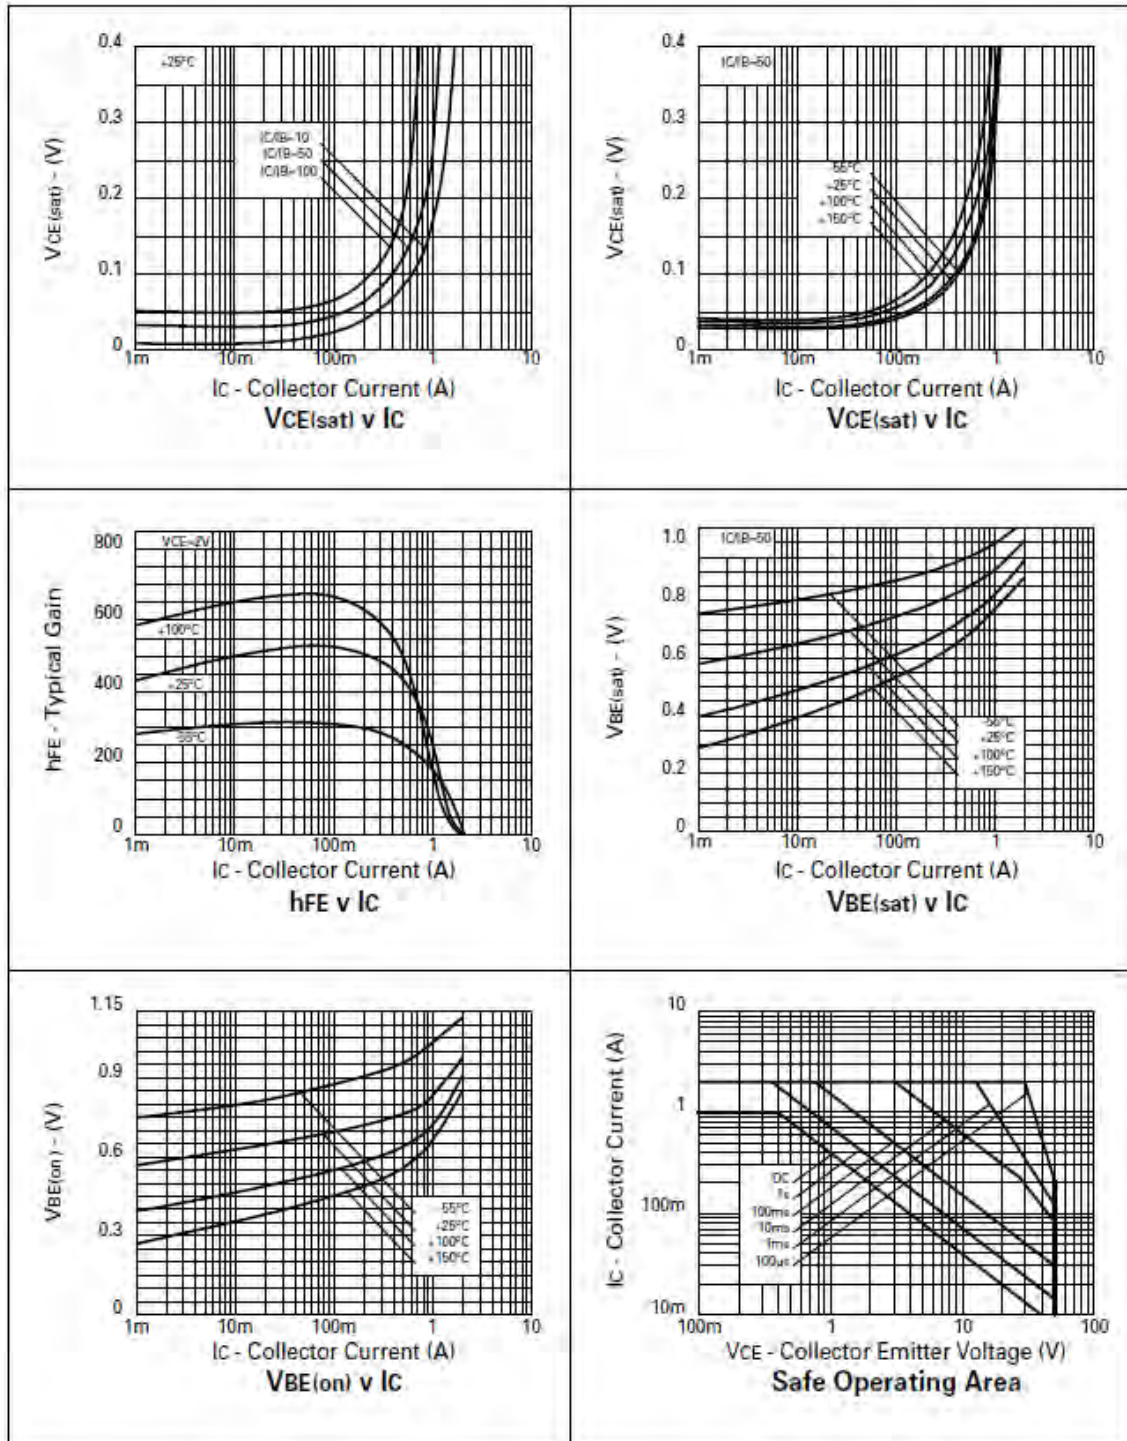 0.4
+25°C
0.3
IC/IB=10
IC/IB=50
IC/IB=100
0.2
0.1
0
VCE(sat) - (V)
1m 10m 100m 1 10
IC - Collector Current (A)
VCE(sat) v IC
0.4
IC/IB=50
0.3
-55°C
+25°C
+100°C
+150°C
0.2
0.1
0
VCE(sat) - (V)
1m 10m 100m 1 10
IC - Collector Current (A)
VCE(sat) v IC
800
VCE=2V
600
+100°C
400
+25°C
200
-55°C
0
hFE - Typical Gain
1m 10m 100m 1 10
IC - Collector Current (A)
hFE v IC
1.0
IC/IB=50
0.8
0.6
0.4
-55°C
+25°C
+100°C
+150°C
0.2
0
VBE(sat) - (V)
1m 10m 100m 1 10
IC - Collector Current (A)
VBE(sat) v IC
1.15
0.9
0.6
0.3
-55°C
+25°C
+100°C
+150°C
0
VBE(on) - (V)
1m 10m 100m 1 10
IC - Collector Current (A)
VBE(on) v IC
10
1
100m
10m
DC
1s
100ms
10ms
1ms
100µs
IC - Collector Current (A)
100m 1 10 100
VCE - Collector Emitter Voltage (V)
Safe Operating Area